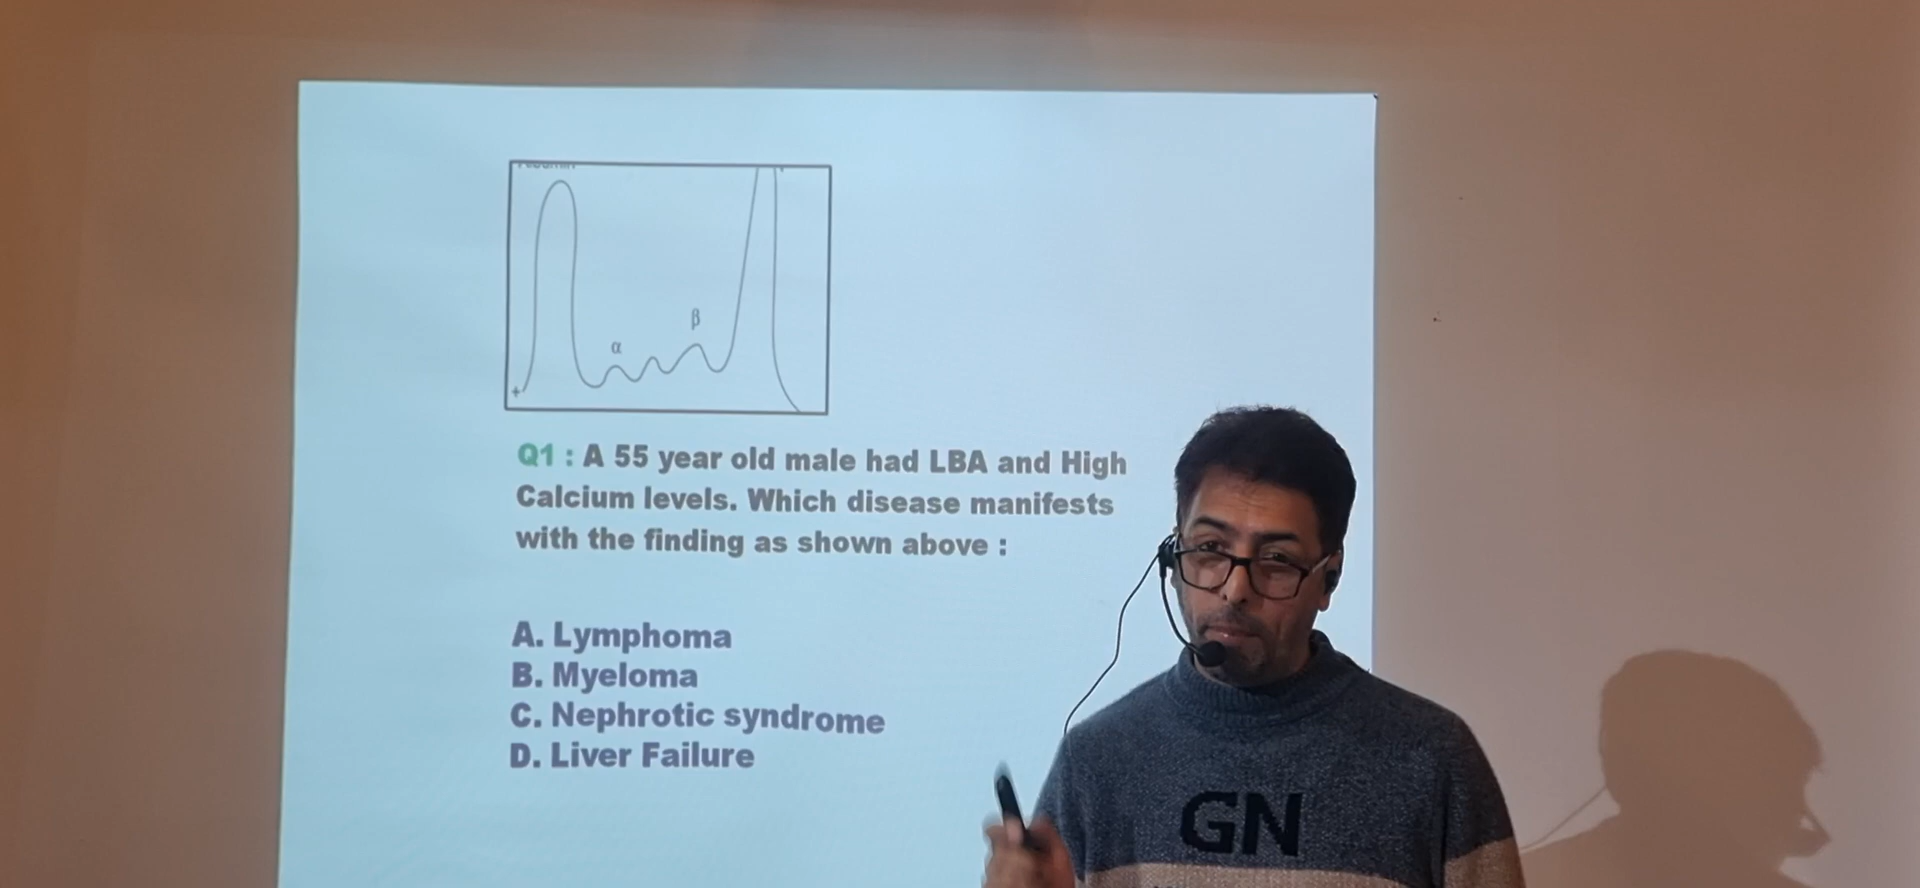 α
β
+
Q1 : A 55 year old male had LBA and High
Calcium levels. Which disease manifests
with the finding as shown above :
A. Lymphoma
B. Myeloma
C. Nephrotic syndrome
D. Liver Failure
GN